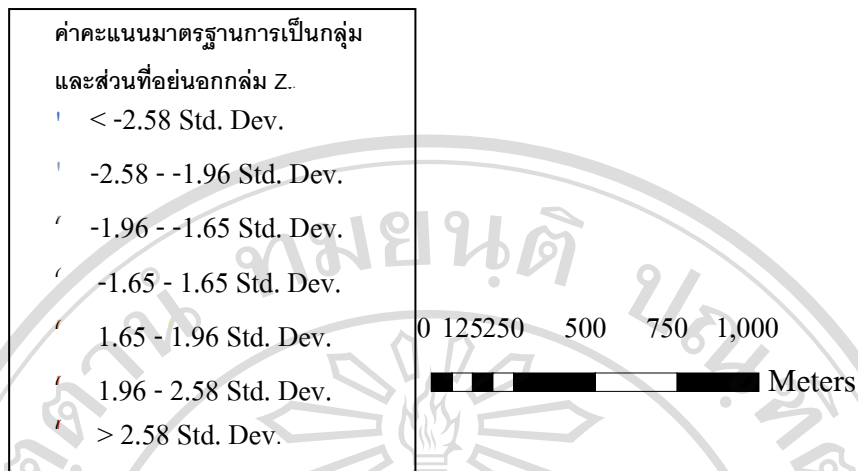 ค่าคะแนนมาตรฐานการเป็นกลุ่ม
และส่วนที่อย่นอกกล่ม Z
< -2.58 Std. Dev.
-2.58 - -1.96 Std. Dev.
-1.96 - -1.65 Std. Dev.
-1.65 - 1.65 Std. Dev.
1.65 - 1.96 Std. Dev.
1.96 - 2.58 Std. Dev.
> 2.58 Std. Dev.
0 125250 500 750 1,000
Meters